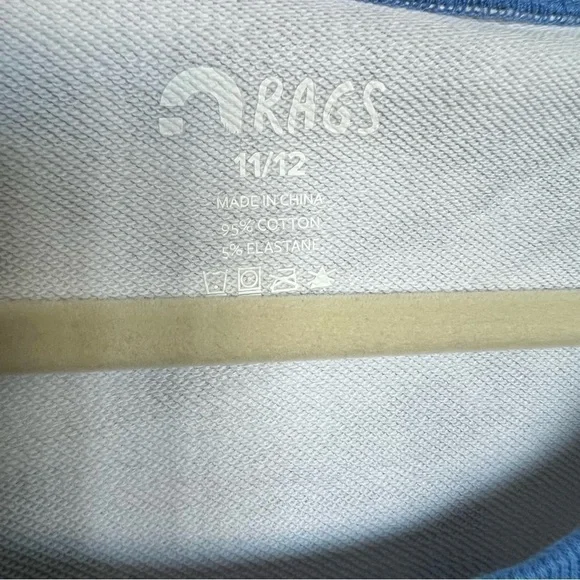 RAGS
11/12
MADE IN CHINA
95% COTTON
5% ELASTANE